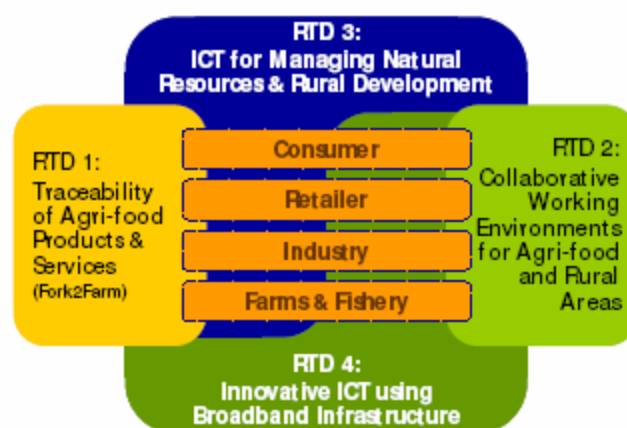 RTD 3:
ICT for Managing Natural
Resources & Rural Development
RTD 1:
Traceability
of Agri-food
Products &
Services
(Fork2Farm)
Consumer
Retailer
Industry
Farms & Fishery
RTD 2:
Collaborative
Working
Environments
for Agri-food
and Rural
Areas
RTD 4:
Innovative ICT using
Broadband Infrastructure